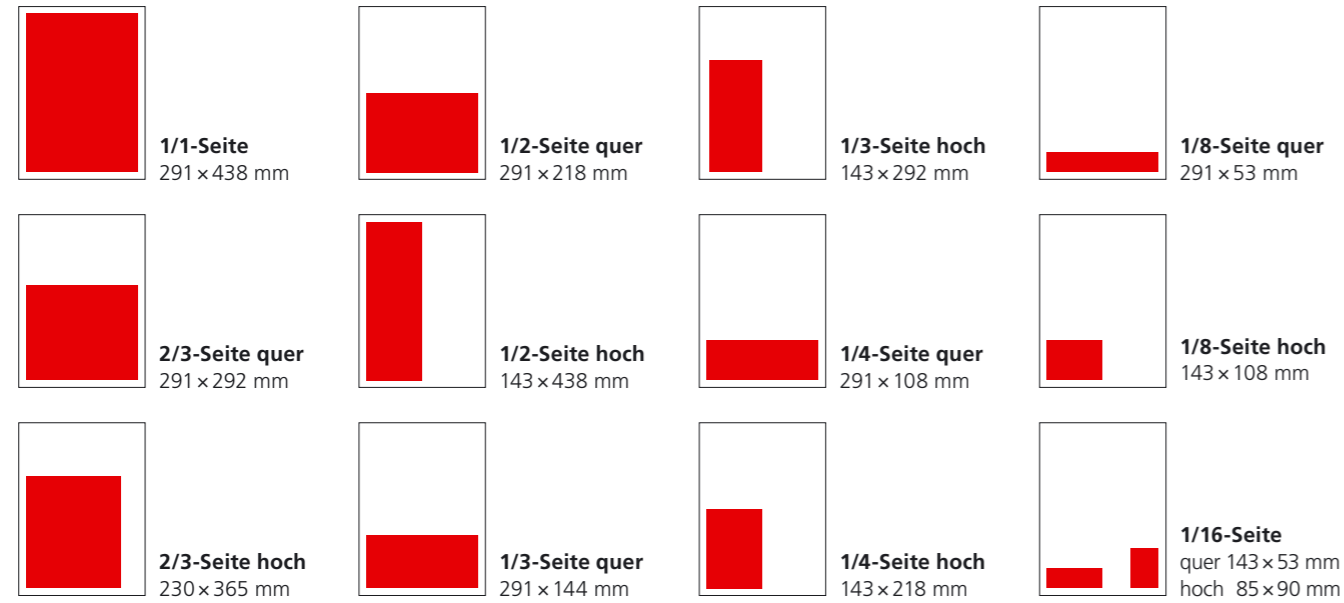 1/1-Seite
291 × 438 mm
1/2-Seite quer
291 × 218 mm
1/3-Seite hoch
143 × 292 mm
1/8-Seite quer
291 × 53 mm
2/3-Seite quer
291 × 292 mm
1/2-Seite hoch
143 × 438 mm
1/4-Seite quer
291 × 108 mm
1/8-Seite hoch
143 × 108 mm
2/3-Seite hoch
230 × 365 mm
1/3-Seite quer
291 × 144 mm
1/4-Seite hoch
143 × 218 mm
1/16-Seite
quer 143 × 53 mm
hoch 85 × 90 mm